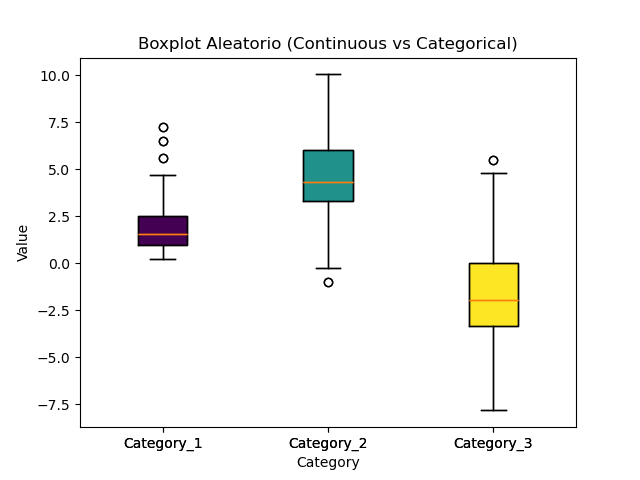 Boxplot Aleatorio (Continuous vs Categorical)
10.0
7.5
5.0
2.5
0.0
−2.5
−5.0
−7.5
Value
Category_1 Category_2 Category_3
Category